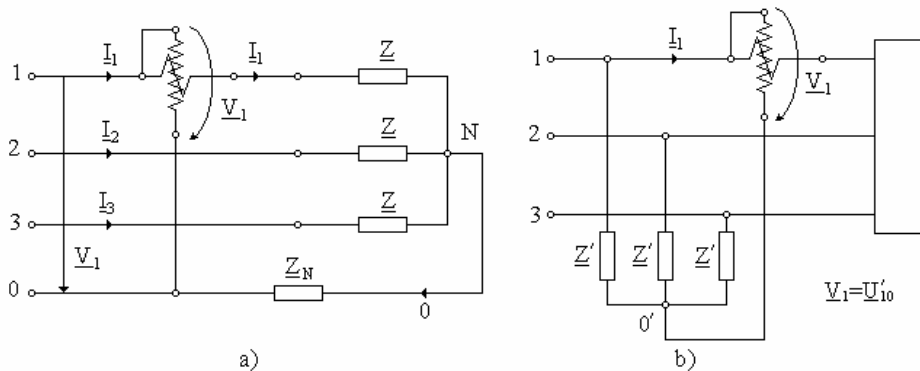 1 I1 V1 I1 Z
2 I2 Z N
3 I3 Z
V1
0 ZN 0
a)
1 I1 V1
2
3
Z' Z' Z'
0' V1=U'10
b)